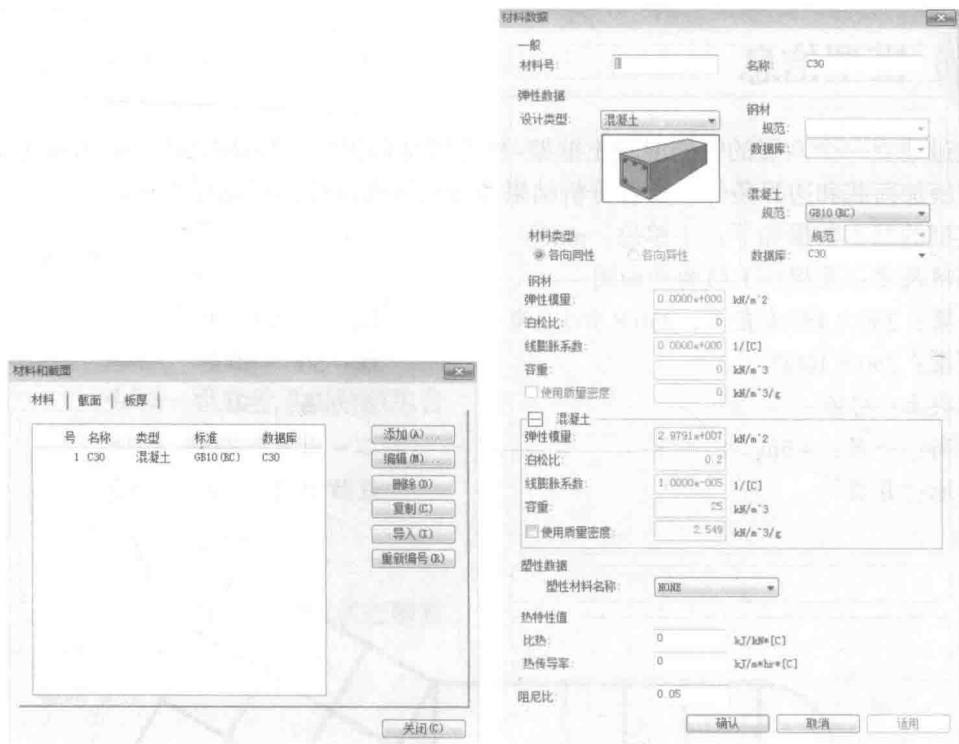 材料和截面
材料 截面 板厚
号 名称 类型 标准 数据库
1 C30 混凝土 GB10(RC) C30
添加(A)...
编辑(M)...
删除(D)
复制(C)
导入(I)...
重新编号(R)
关闭(C)
材料数据
一般
材料号: 名称: C30
弹性数据
设计类型: 混凝土
钢材
规范:
数据库:
混凝土
规范: GB10(RC)
规范
数据库: C30
材料类型
各向同性 各向异性
钢材
弹性模量: 0.0000e+000 kN/m^2
泊松比: 0
线膨胀系数: 0.0000e+000 1/[C]
容重: 0 kN/m^3
使用质量密度: 0 kN/m^3/g
混凝土
弹性模量: 2.9791e+007 kN/m^2
泊松比: 0.2
线膨胀系数: 1.0000e-005 1/[C]
容重: 25 kN/m^3
使用质量密度: 2.549 kN/m^3/g
塑性数据
塑性材料名称: NONE
热特性值
比热: 0 kJ/kN*[C]
热传导率: 0 kJ/m*hr*[C]
阻尼比: 0.05
确认 取消 适用